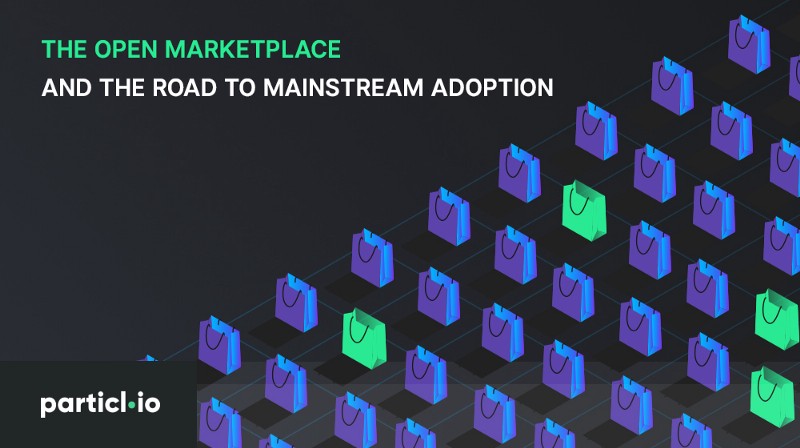 THE OPEN MARKETPLACE
AND THE ROAD TO MAINSTREAM ADOPTION
particl.io